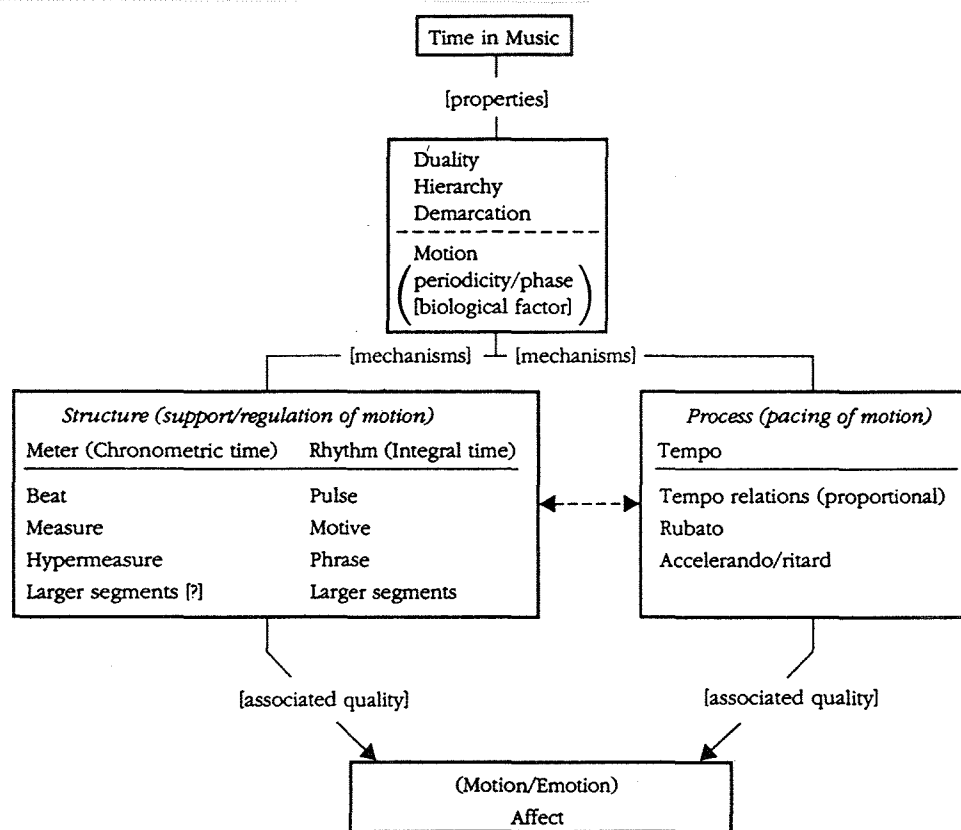 Time in Music
[properties]
Duality
Hierarchy
Demarcation
Motion
(periodicity/phase
[biological factor])
[mechanisms] [mechanisms]
Structure (support/regulation of motion)
Meter (Chronometric time) Rhythm (Integral time)
Beat Pulse
Measure Motive
Hypermeasure Phrase
Larger segments [?] Larger segments
Process (pacing of motion)
Tempo
Tempo relations (proportional)
Rubato
Accelerando/ritard
[associated quality] [associated quality]
(Motion/Emotion)
Affect